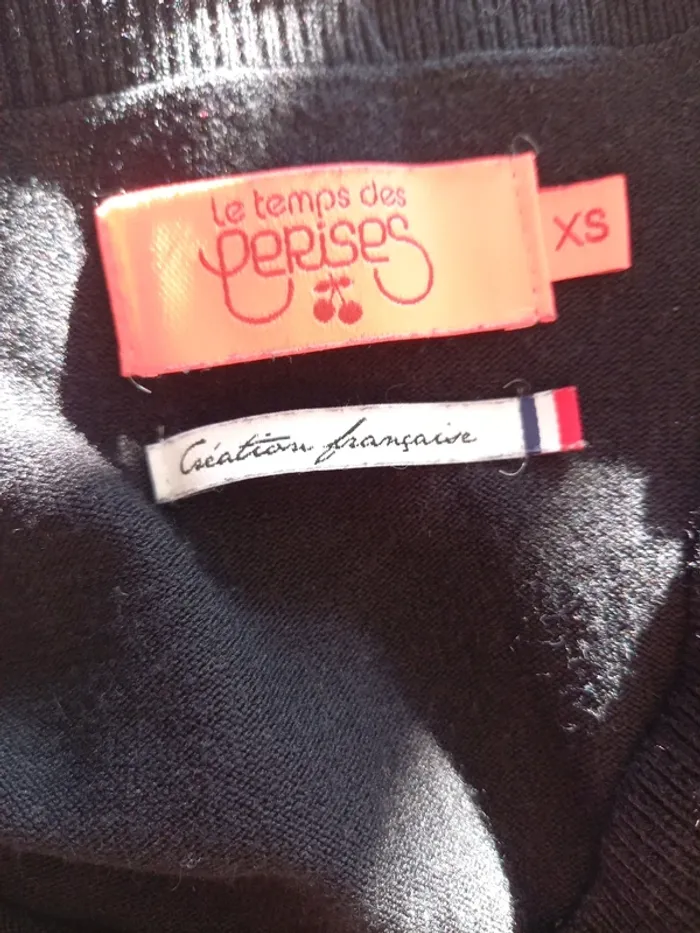 Le temps des
CERISES
XS
Création française